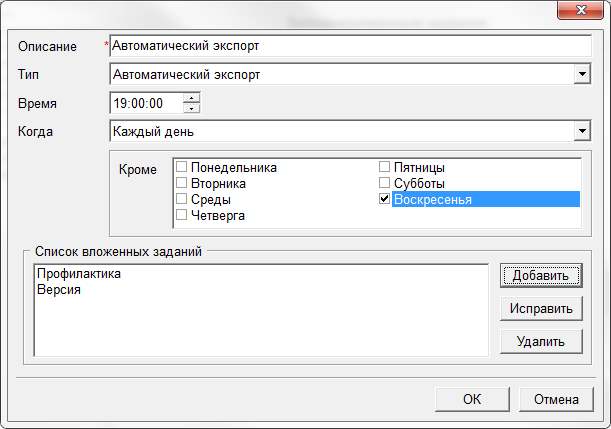 Описание *Автоматический экспорт
Тип Автоматический экспорт
Время 19:00:00
Когда Каждый день
Кроме Понедельника Пятницы
Вторника Субботы
Среды Воскресенья
Четверга
Список вложенных заданий
Профилактика Добавить
Версия
Исправить
Удалить
ОК Отмена